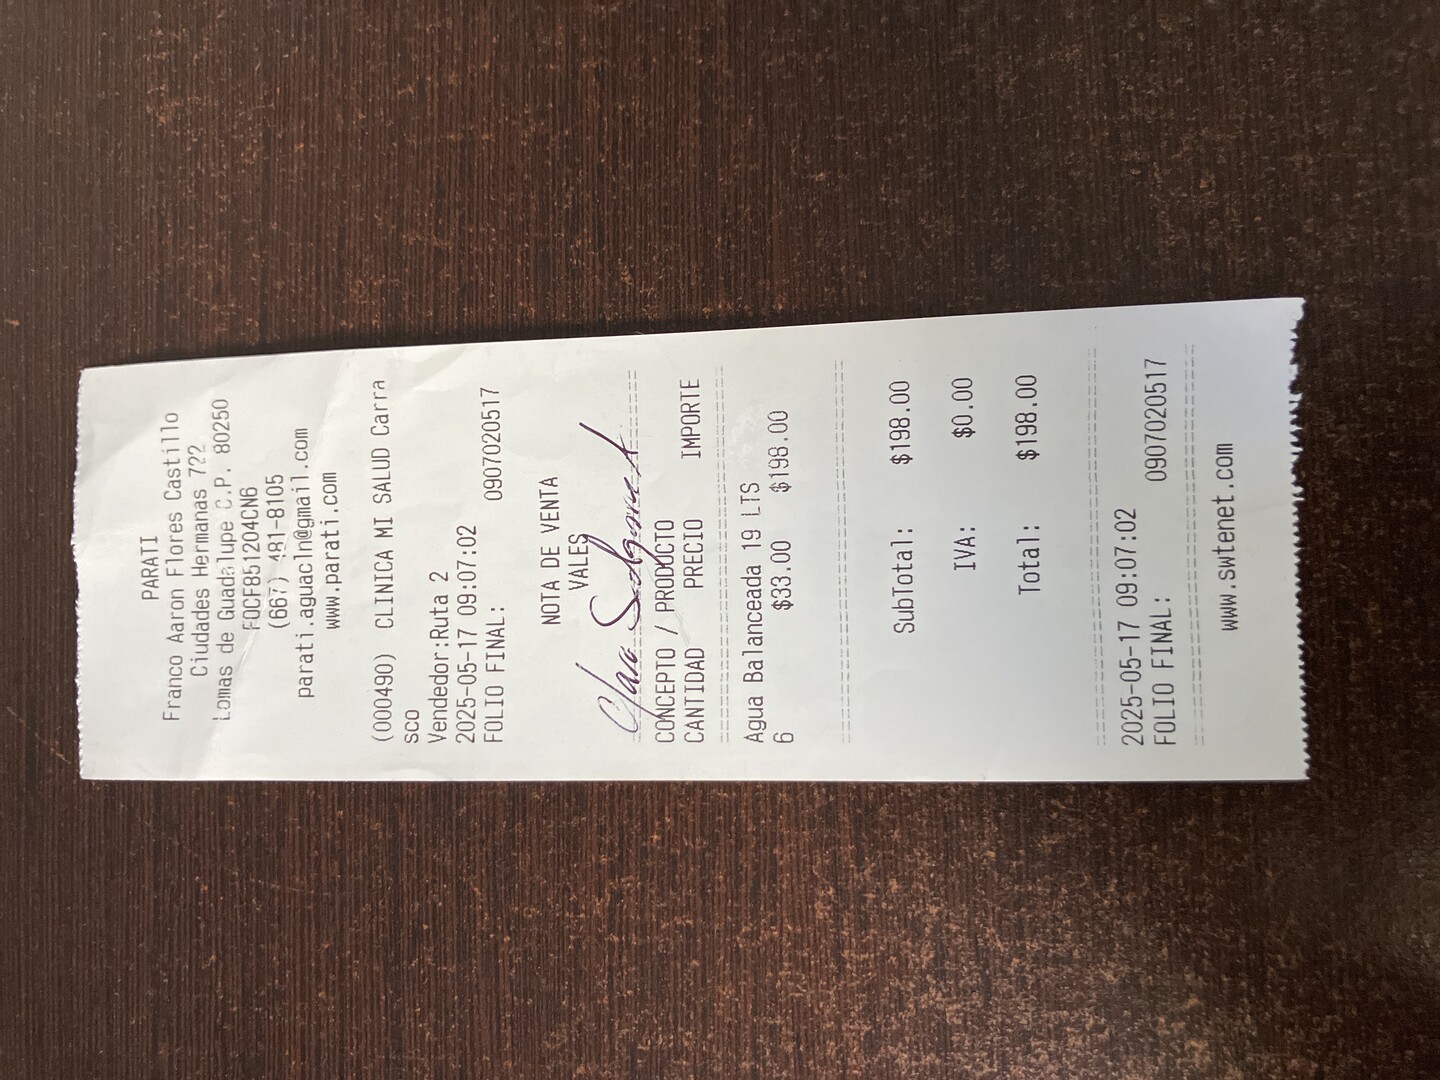 PARATI
Franco Aaron Flores Castillo
Ciudades Hermanas 7??
Lomas de Guadalupe C.P. 80250
FOCF851204CN6
(667) 481-8105
parati.aguacln@gmail.com
www.parati.com
(000490) CLINICA MI SALUD Carra
sco
Vendedor:Ruta 2
2025-05-17 09:07:02
FOLIO FINAL: 0907020517
NOTA DE VENTA
VALES
CONCEPTO / PRODUCTO
CANTIDAD PRECIO IMPORTE
Agua Balanceada 19 LTS
6 $33.00 $198.00
SubTotal: $198.00
IVA: $0.00
Total: $198.00
2025-05-17 09:07:02
FOLIO FINAL: 0907020517
www.swtenet.com